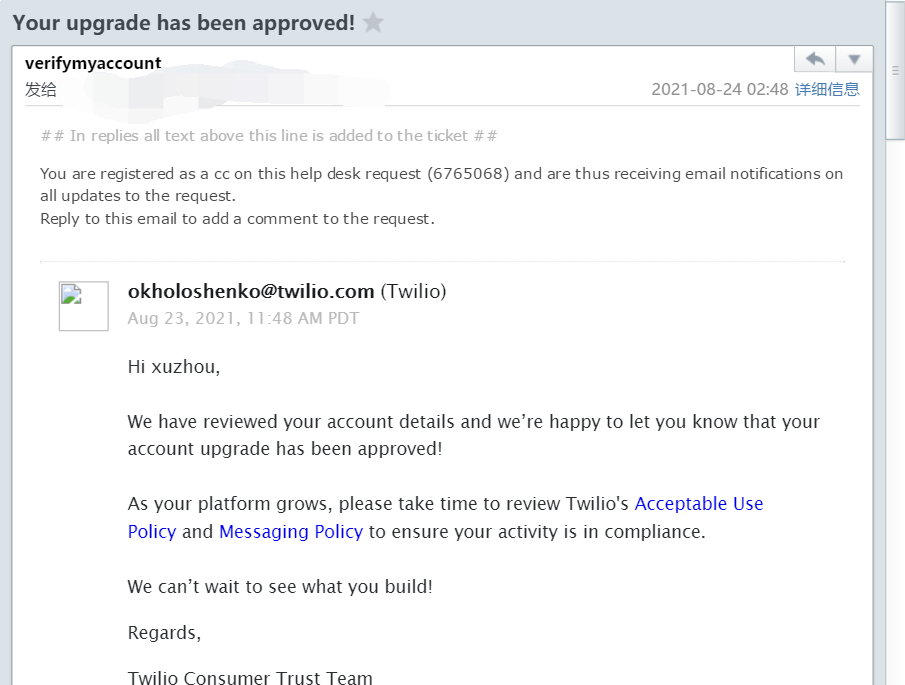 Your upgrade has been approved!
verifymyaccount
发给
2021-08-24 02:48 详细信息
## In replies all text above this line is added to the ticket ##
You are registered as a cc on this help desk request (6765068) and are thus receiving email notifications on
all updates to the request.
Reply to this email to add a comment to the request.
okholoshenko@twilio.com (Twilio)
Aug 23, 2021, 11:48 AM PDT
Hi xuzhou,
We have reviewed your account details and we’re happy to let you know that your
account upgrade has been approved!
As your platform grows, please take time to review Twilio's Acceptable Use
Policy and Messaging Policy to ensure your activity is in compliance.
We can’t wait to see what you build!
Regards,
Twilio Consumer Trust Team